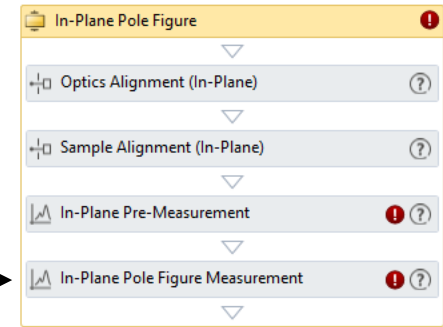 In-Plane Pole Figure
Optics Alignment (In-Plane)
Sample Alignment (In-Plane)
In-Plane Pre-Measurement
In-Plane Pole Figure Measurement